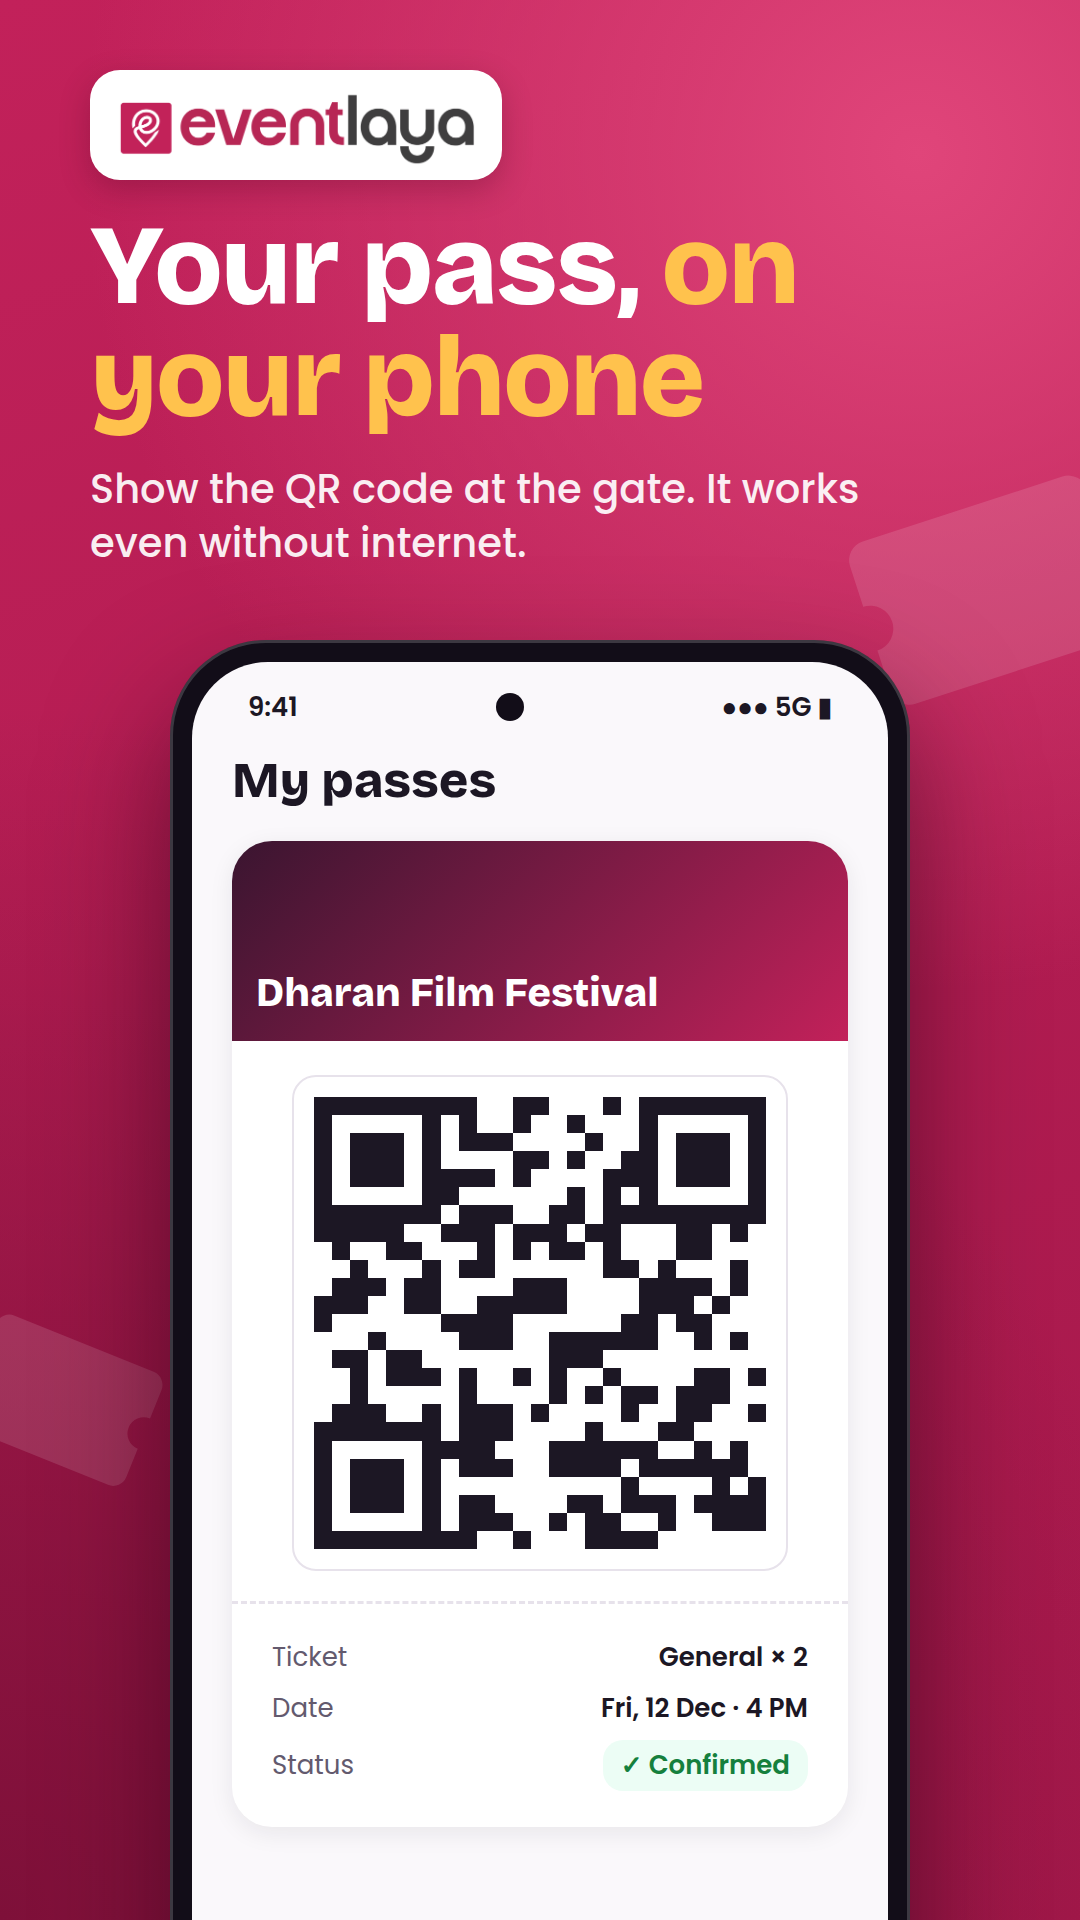 eventlaya
Your pass, on
your phone
Show the QR code at the gate. It works
even without internet.
9:41
5G
My passes
Dharan Film Festival
Ticket General × 2
Date Fri, 12 Dec · 4 PM
Status ✓ Confirmed